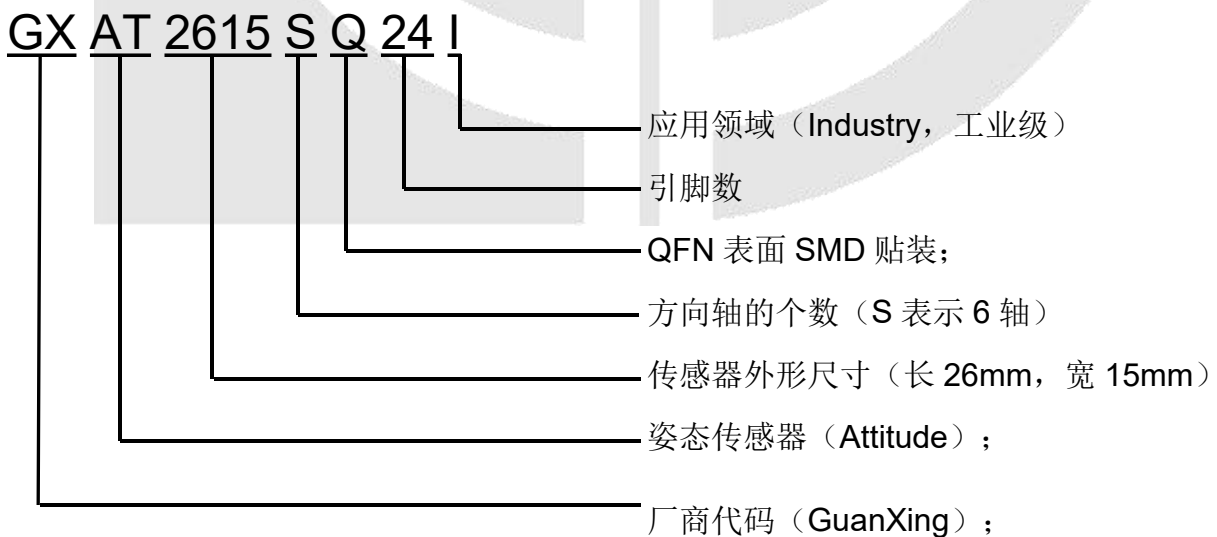 GX AT 2615 S Q 24 I
应用领域（Industry，工业级）
引脚数
QFN 表面 SMD 贴装；
方向轴的个数（S 表示 6 轴）
传感器外形尺寸（长 26mm，宽 15mm）
姿态传感器（Attitude）；
厂商代码（GuanXing）；